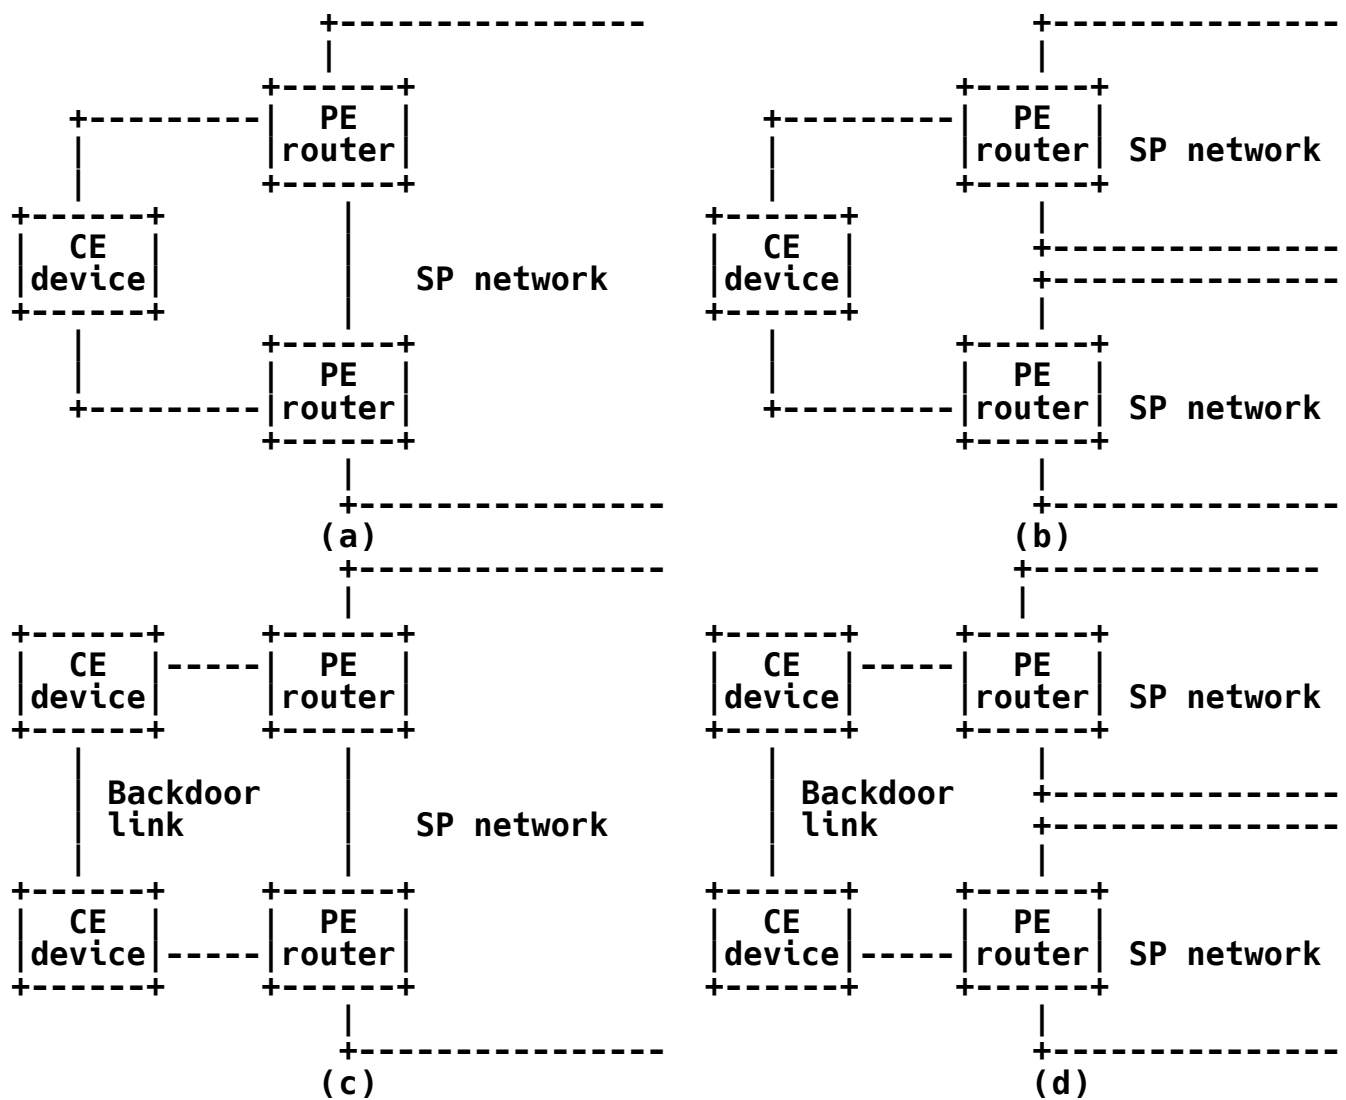 PE PE
router router SP network
CE CE
device SP network device
PE PE
router router SP network
(a) (b)
CE PE CE PE
device router device router SP network
Backdoor Backdoor
link SP network link
CE PE CE PE
device router device router SP network
(c) (d)